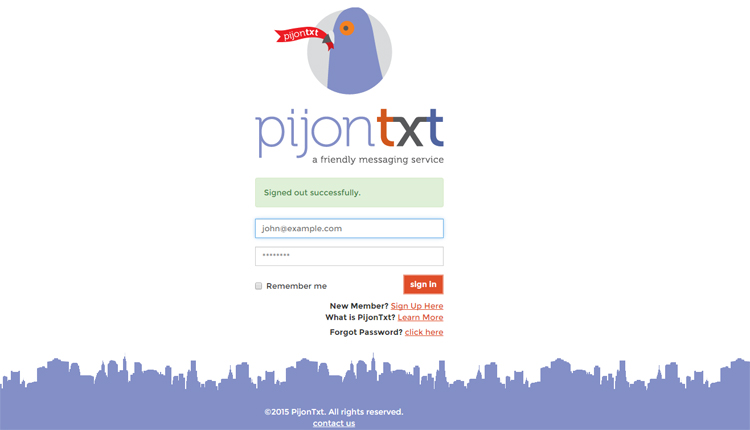 pijontxt
pijontxt
a friendly messaging service
Signed out successfully.
john@example.com
********
Remember me
sign in
New Member? Sign Up Here
What is PijonTxt? Learn More
Forgot Password? click here
©2015 PijonTxt. All rights reserved.
contact us